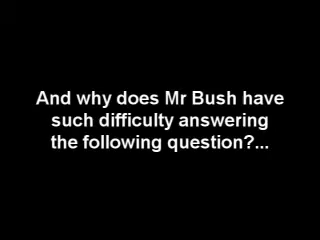 And why does Mr Bush have
such difficulty answering
the following question?...